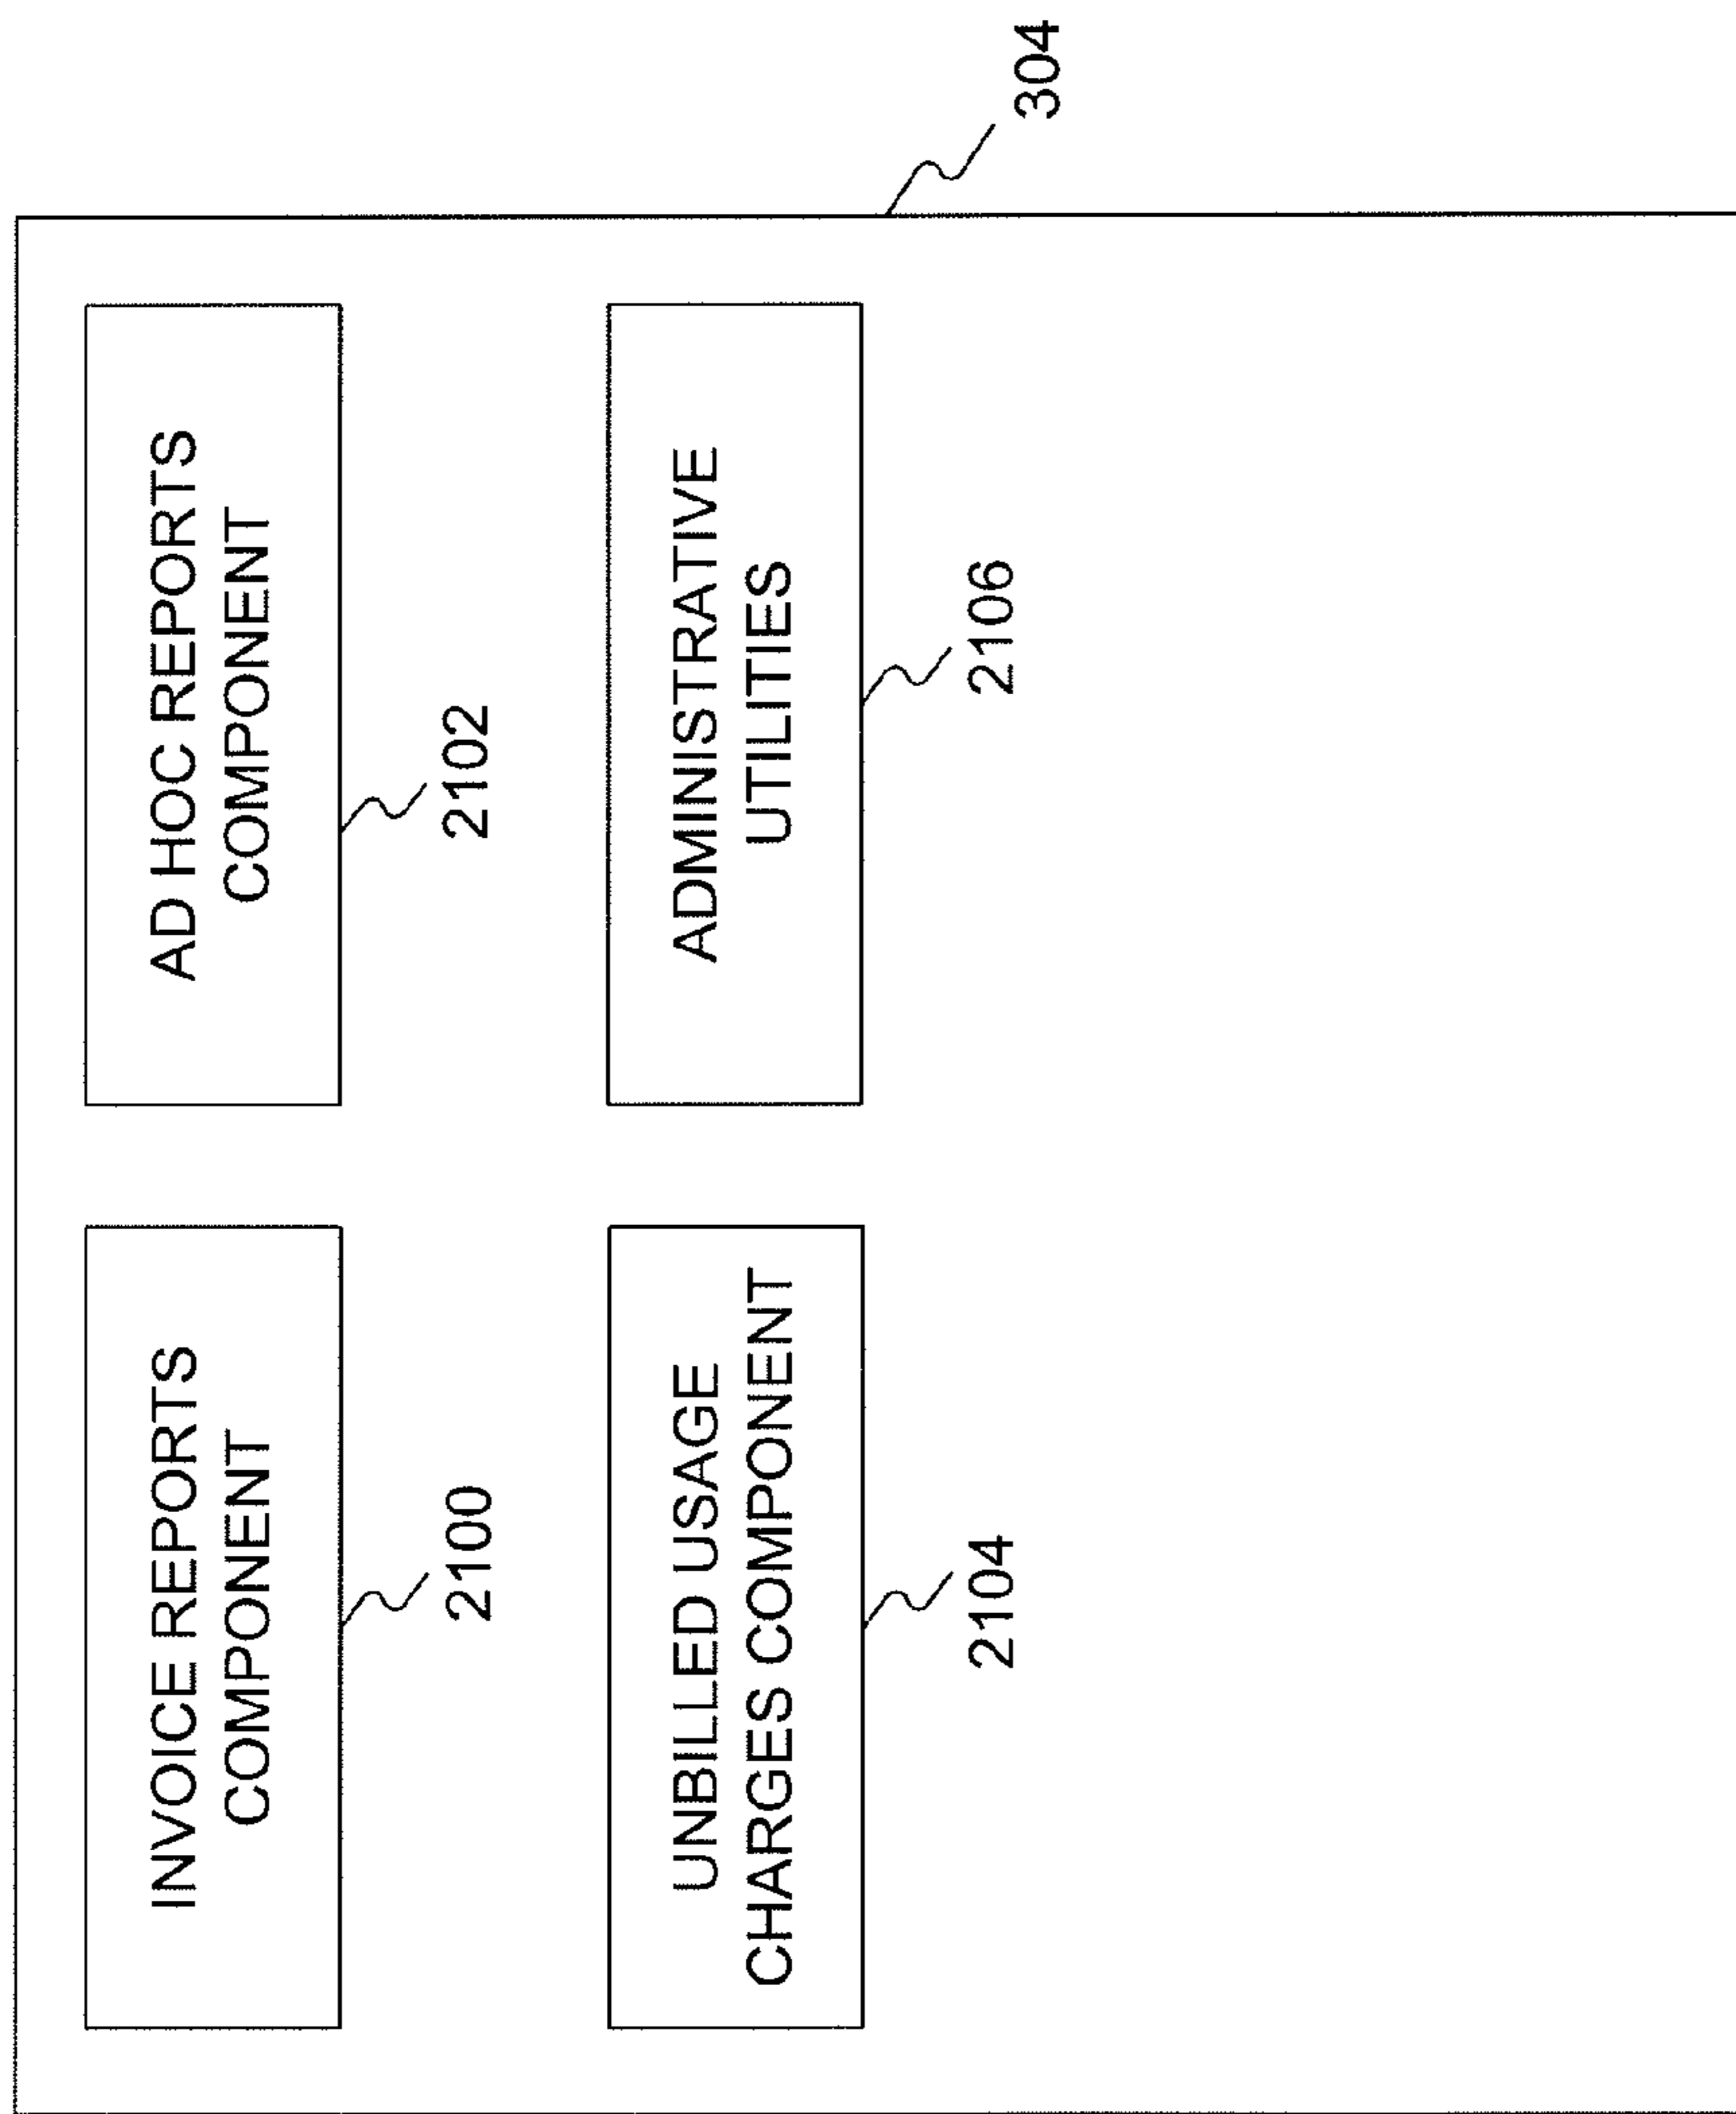 INVOICE REPORTS
COMPONENT
2100
AD HOC REPORTS
COMPONENT
2102
UNBILLED USAGE
CHARGES COMPONENT
2104
ADMINISTRATIVE
UTILITIES
2106
304